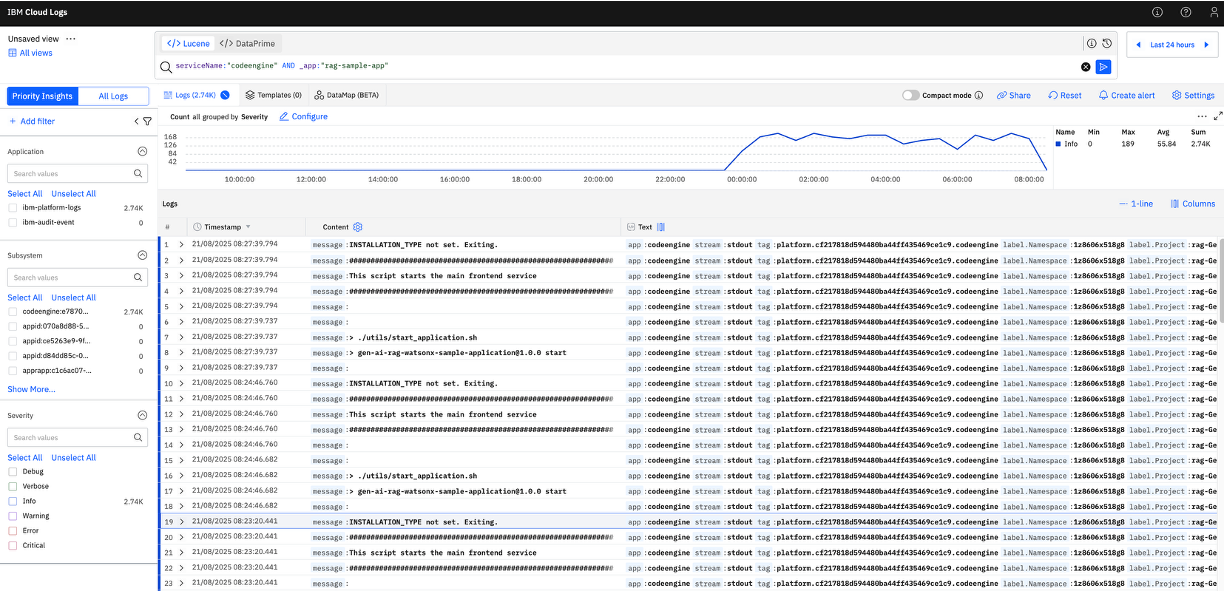 IBM Cloud Logs
Unsaved view ...
All views
</> Lucene </> DataPrime
serviceName:"codeengine" AND _app:"rag-sample-app"
Last 24 hours
Priority Insights All Logs
Logs (2.74K) Templates (0) DataMap (BETA)
Compact mode Share Reset Create alert Settings
+ Add filter
Count all grouped by Severity Configure
168
126
84
42
10:00:00 12:00:00 14:00:00 16:00:00 18:00:00 20:00:00 22:00:00 00:00:00 02:00:00 04:00:00 06:00:00 08:00:00
Name Min Max Avg Sum
Info 0 189 55.84 2.74K
Application
Search values
Select All Unselect All
ibm-platform-logs 2.74K
ibm-audit-event 0
Subsystem
Search values
Select All Unselect All
codeengine:e7870... 2.74K
appid:070a8d88-5... 0
appid:ce5263e9-9f... 0
appid:d84dd85c-0... 0
apprapp:c1c6ac07-... 0
Show More...
Severity
Search values
Select All Unselect All
Debug
Verbose
Info 2.74K
Warning
Error
Critical
Logs
1-line Columns
# Timestamp Content Text
1 21/08/2025 08:27:39.794 message :INSTALLATION_TYPE not set. Exiting. app :codeengine stream :stdout tag :platform.cf217818d594480ba44ff435469ce1c9.codeengine label.Namespace :1z8606x518g8 label.Project :rag-Ge
2 21/08/2025 08:27:39.794 message :################################################################ app :codeengine stream :stdout tag :platform.cf217818d594480ba44ff435469ce1c9.codeengine label.Namespace :1z8606x518g8 label.Project :rag-Ge
3 21/08/2025 08:27:39.794 message :This script starts the main frontend service app :codeengine stream :stdout tag :platform.cf217818d594480ba44ff435469ce1c9.codeengine label.Namespace :1z8606x518g8 label.Project :rag-Ge
4 21/08/2025 08:27:39.794 message :################################################################ app :codeengine stream :stdout tag :platform.cf217818d594480ba44ff435469ce1c9.codeengine label.Namespace :1z8606x518g8 label.Project :rag-Ge
5 21/08/2025 08:27:39.794 message : app :codeengine stream :stdout tag :platform.cf217818d594480ba44ff435469ce1c9.codeengine label.Namespace :1z8606x518g8 label.Project :rag-Ge
6 21/08/2025 08:27:39.737 message : app :codeengine stream :stdout tag :platform.cf217818d594480ba44ff435469ce1c9.codeengine label.Namespace :1z8606x518g8 label.Project :rag-Ge
7 21/08/2025 08:27:39.737 message :> ./utils/start_application.sh app :codeengine stream :stdout tag :platform.cf217818d594480ba44ff435469ce1c9.codeengine label.Namespace :1z8606x518g8 label.Project :rag-Ge
8 21/08/2025 08:27:39.737 message :> gen-ai-rag-watsonx-sample-application@1.0.0 start app :codeengine stream :stdout tag :platform.cf217818d594480ba44ff435469ce1c9.codeengine label.Namespace :1z8606x518g8 label.Project :rag-Ge
9 21/08/2025 08:27:39.737 message : app :codeengine stream :stdout tag :platform.cf217818d594480ba44ff435469ce1c9.codeengine label.Namespace :1z8606x518g8 label.Project :rag-Ge
10 21/08/2025 08:24:46.760 message :INSTALLATION_TYPE not set. Exiting. app :codeengine stream :stdout tag :platform.cf217818d594480ba44ff435469ce1c9.codeengine label.Namespace :1z8606x518g8 label.Project :rag-Ge
11 21/08/2025 08:24:46.760 message :################################################################ app :codeengine stream :stdout tag :platform.cf217818d594480ba44ff435469ce1c9.codeengine label.Namespace :1z8606x518g8 label.Project :rag-Ge
12 21/08/2025 08:24:46.760 message :This script starts the main frontend service app :codeengine stream :stdout tag :platform.cf217818d594480ba44ff435469ce1c9.codeengine label.Namespace :1z8606x518g8 label.Project :rag-Ge
13 21/08/2025 08:24:46.760 message :################################################################ app :codeengine stream :stdout tag :platform.cf217818d594480ba44ff435469ce1c9.codeengine label.Namespace :1z8606x518g8 label.Project :rag-Ge
14 21/08/2025 08:24:46.760 message : app :codeengine stream :stdout tag :platform.cf217818d594480ba44ff435469ce1c9.codeengine label.Namespace :1z8606x518g8 label.Project :rag-Ge
15 21/08/2025 08:24:46.682 message : app :codeengine stream :stdout tag :platform.cf217818d594480ba44ff435469ce1c9.codeengine label.Namespace :1z8606x518g8 label.Project :rag-Ge
16 21/08/2025 08:24:46.682 message :> ./utils/start_application.sh app :codeengine stream :stdout tag :platform.cf217818d594480ba44ff435469ce1c9.codeengine label.Namespace :1z8606x518g8 label.Project :rag-Ge
17 21/08/2025 08:24:46.682 message :> gen-ai-rag-watsonx-sample-application@1.0.0 start app :codeengine stream :stdout tag :platform.cf217818d594480ba44ff435469ce1c9.codeengine label.Namespace :1z8606x518g8 label.Project :rag-Ge
18 21/08/2025 08:24:46.682 message : app :codeengine stream :stdout tag :platform.cf217818d594480ba44ff435469ce1c9.codeengine label.Namespace :1z8606x518g8 label.Project :rag-Ge
19 21/08/2025 08:23:20.441 message :INSTALLATION_TYPE not set. Exiting. app :codeengine stream :stdout tag :platform.cf217818d594480ba44ff435469ce1c9.codeengine label.Namespace :1z8606x518g8 label.Project :rag-Ge
20 21/08/2025 08:23:20.441 message :################################################################ app :codeengine stream :stdout tag :platform.cf217818d594480ba44ff435469ce1c9.codeengine label.Namespace :1z8606x518g8 label.Project :rag-Ge
21 21/08/2025 08:23:20.441 message :This script starts the main frontend service app :codeengine stream :stdout tag :platform.cf217818d594480ba44ff435469ce1c9.codeengine label.Namespace :1z8606x518g8 label.Project :rag-Ge
22 21/08/2025 08:23:20.441 message :################################################################ app :codeengine stream :stdout tag :platform.cf217818d594480ba44ff435469ce1c9.codeengine label.Namespace :1z8606x518g8 label.Project :rag-Ge
23 21/08/2025 08:23:20.441 message : app :codeengine stream :stdout tag :platform.cf217818d594480ba44ff435469ce1c9.codeengine label.Namespace :1z8606x518g8 label.Project :rag-Ge